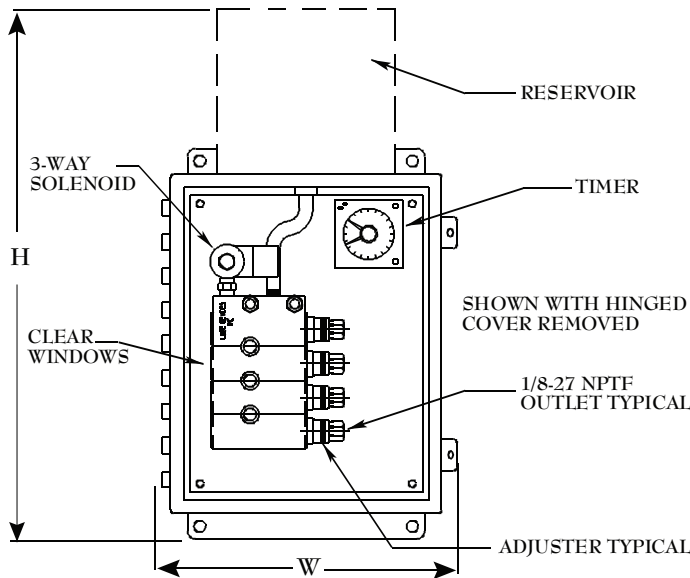 RESERVOIR
3-WAY
SOLENOID
TIMER
H
SHOWN WITH HINGED
COVER REMOVED
CLEAR
WINDOWS
1/8-27 NPTF
OUTLET TYPICAL
ADJUSTER TYPICAL
W